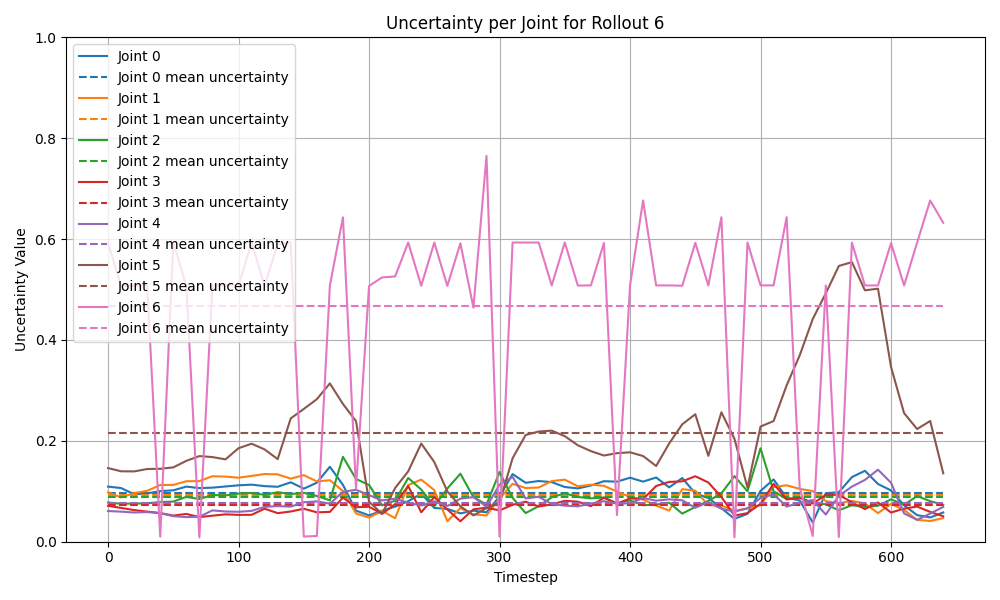 Uncertainty per Joint for Rollout 6
Uncertainty Value
1.0
0.8
0.6
0.4
0.2
0.0
Joint 0
Joint 0 mean uncertainty
Joint 1
Joint 1 mean uncertainty
Joint 2
Joint 2 mean uncertainty
Joint 3
Joint 3 mean uncertainty
Joint 4
Joint 4 mean uncertainty
Joint 5
Joint 5 mean uncertainty
Joint 6
Joint 6 mean uncertainty
0 100 200 300 400 500 600
Timestep